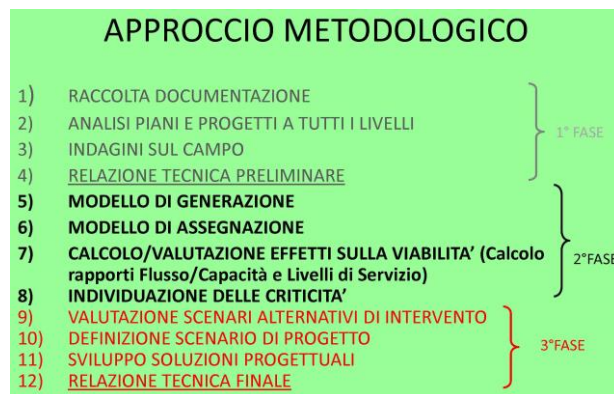 APPROCCIO METODOLOGICO
1) RACCOLTA DOCUMENTAZIONE
2) ANALISI PIANI E PROGETTI A TUTTI I LIVELLI
3) INDAGINI SUL CAMPO
4) RELAZIONE TECNICA PRELIMINARE
1° FASE
5) MODELLO DI GENERAZIONE
6) MODELLO DI ASSEGNAZIONE
7) CALCOLO/VALUTAZIONE EFFETTI SULLA VIABILITA' (Calcolo
rapporti Flusso/Capacità e Livelli di Servizio)
8) INDIVIDUAZIONE DELLE CRITICITA'
2°FASE
9) VALUTAZIONE SCENARI ALTERNATIVI DI INTERVENTO
10) DEFINIZIONE SCENARIO DI PROGETTO
11) SVILUPPO SOLUZIONI PROGETTUALI
12) RELAZIONE TECNICA FINALE
3°FASE